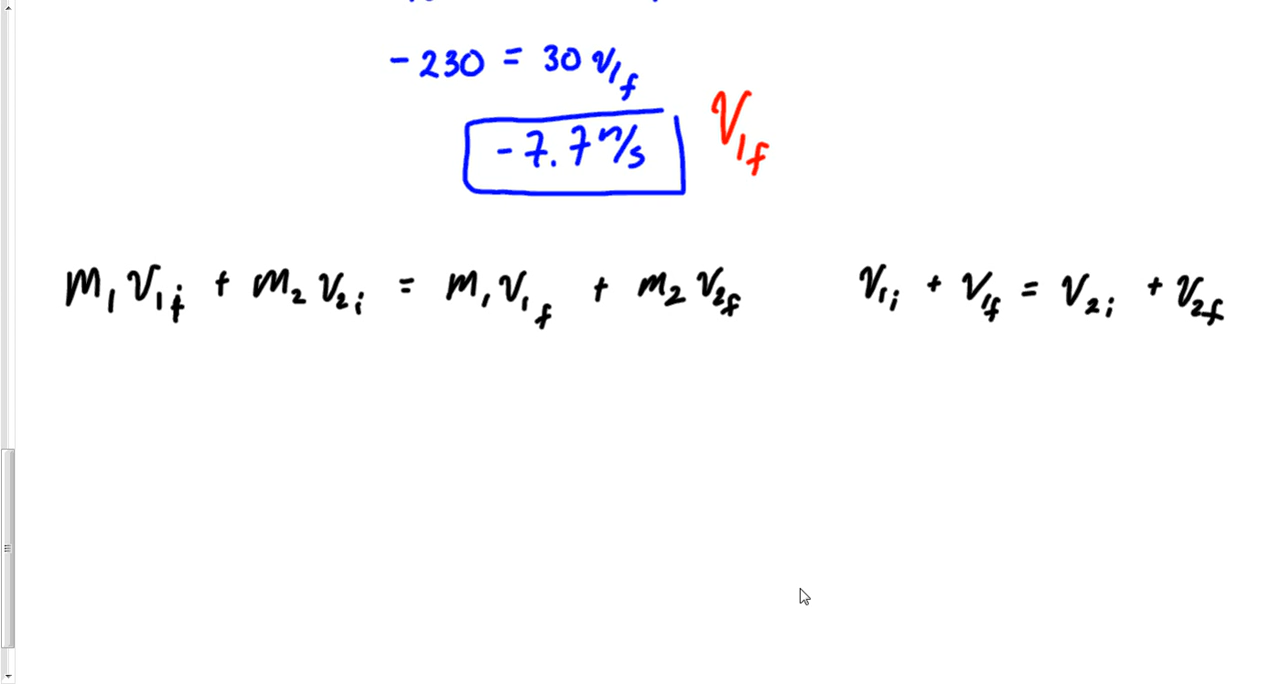 -230 = 30 V1f
-7.7 m/s V1f
m1 V1i + m2 V2i = m1 V1f + m2 V2f V1i + V1f = V2i + V2f